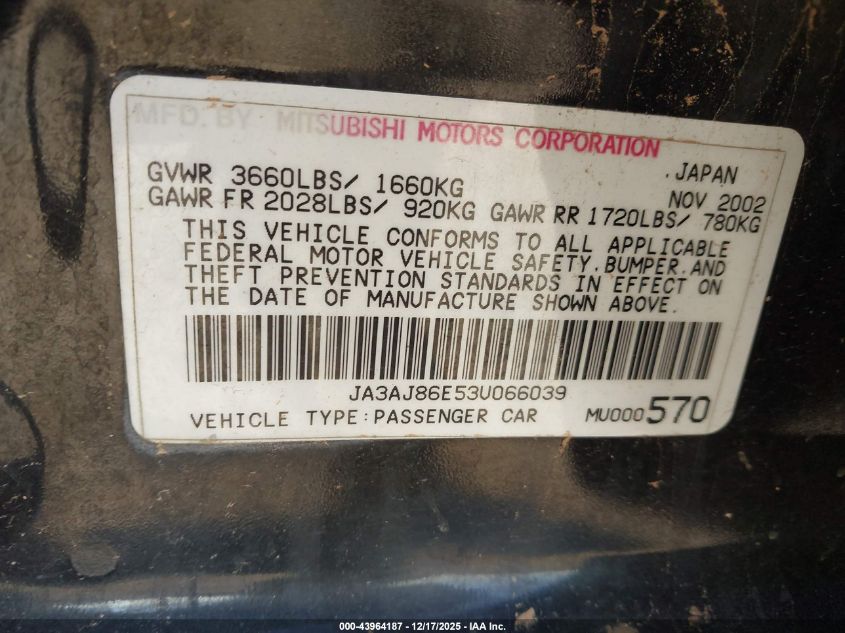 MFD. BY MITSUBISHI MOTORS CORPORATION
GVWR 3660LBS/ 1660KG .JAPAN
GAWR FR 2028LBS/ 920KG GAWR RR 1720LBS/ 780KG NOV 2002
THIS VEHICLE CONFORMS TO ALL APPLICABLE
FEDERAL MOTOR VEHICLE SAFETY.BUMPER.AND
THEFT PREVENTION STANDARDS IN EFFECT ON
THE DATE OF MANUFACTURE SHOWN ABOVE.
JA3AJ86E53U066039
VEHICLE TYPE:PASSENGER CAR MU000570
000-43964187 - 12/17/2025 - IAA Inc.